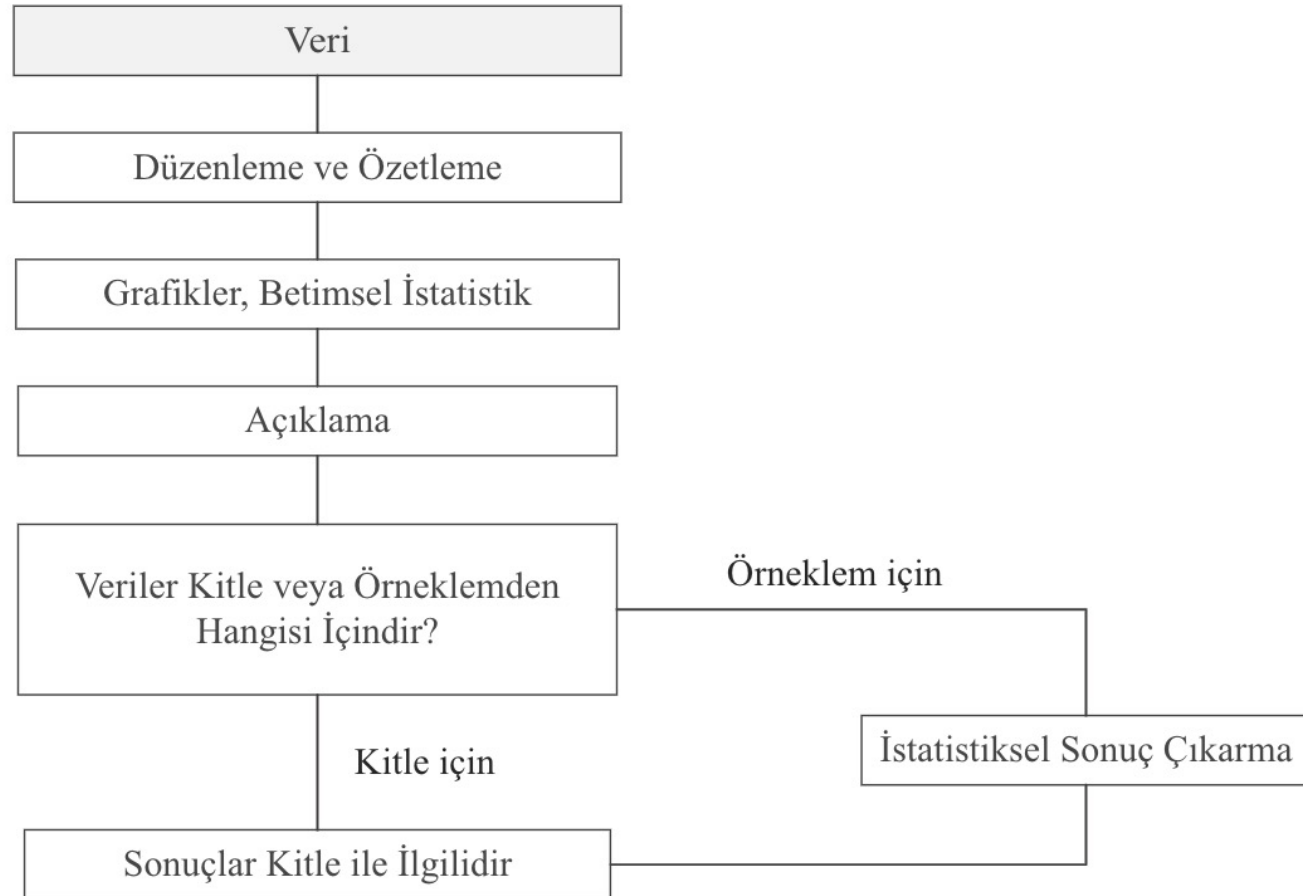 Veri
Düzenleme ve Özetleme
Grafikler, Betimsel İstatistik
Açıklama
Veriler Kitle veya Örneklemden
Hangisi İçindir?
Örneklem için
İstatistiksel Sonuç Çıkarma
Kitle için
Sonuçlar Kitle ile İlgilidir